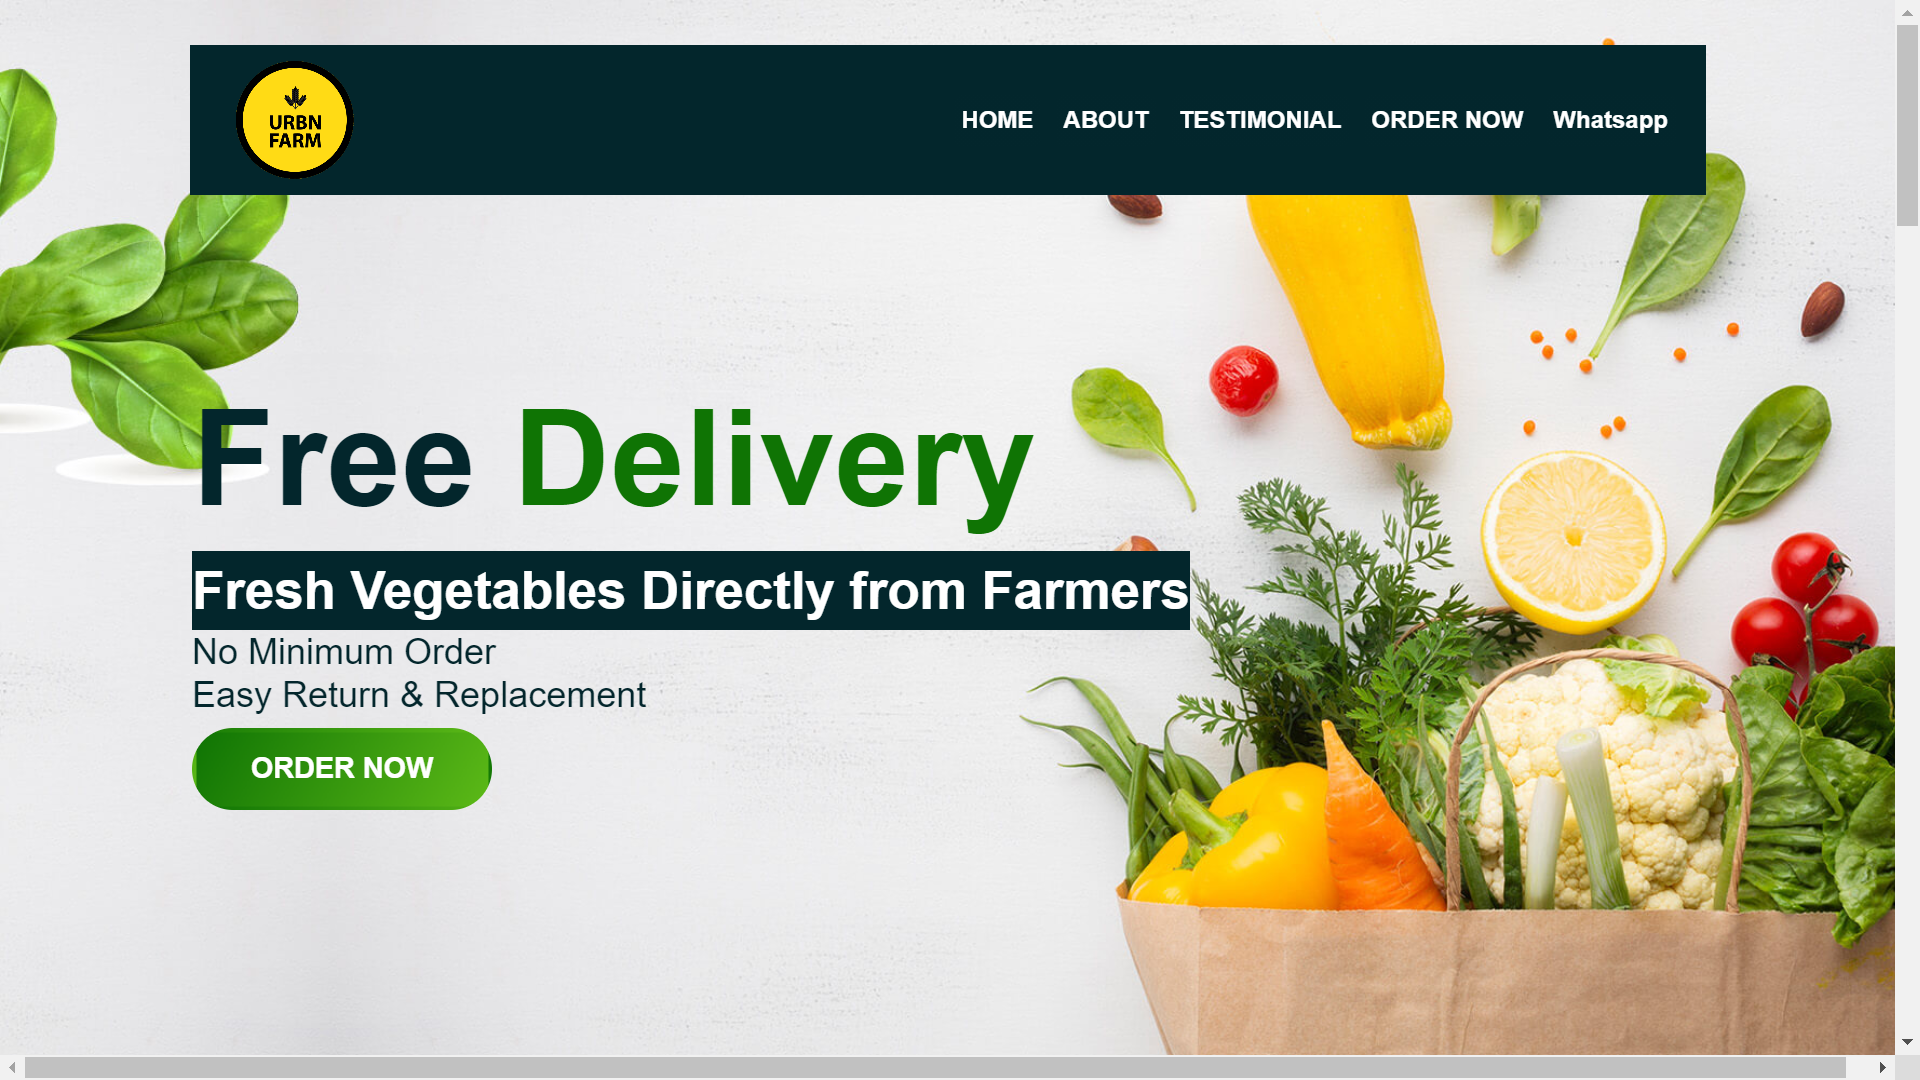 URBN
FARM
HOME ABOUT TESTIMONIAL ORDER NOW Whatsapp
Free Delivery
Fresh Vegetables Directly from Farmers
No Minimum Order
Easy Return & Replacement
ORDER NOW